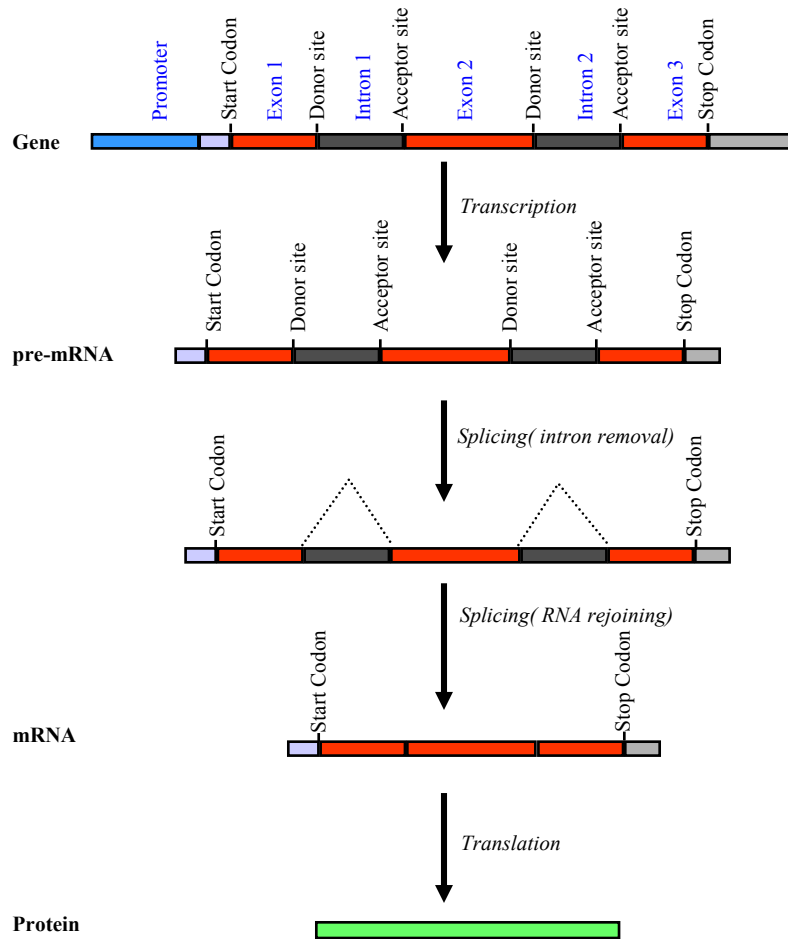 Promoter
Start Codon
Exon 1
Donor site
Intron 1
Acceptor site
Exon 2
Donor site
Intron 2
Acceptor site
Exon 3
Stop Codon
Gene
Transcription
Start Codon
Donor site
Acceptor site
Donor site
Acceptor site
Stop Codon
pre-mRNA
Splicing( intron removal)
Start Codon
Stop Codon
Splicing( RNA rejoining)
Start Codon
Stop Codon
mRNA
Translation
Protein